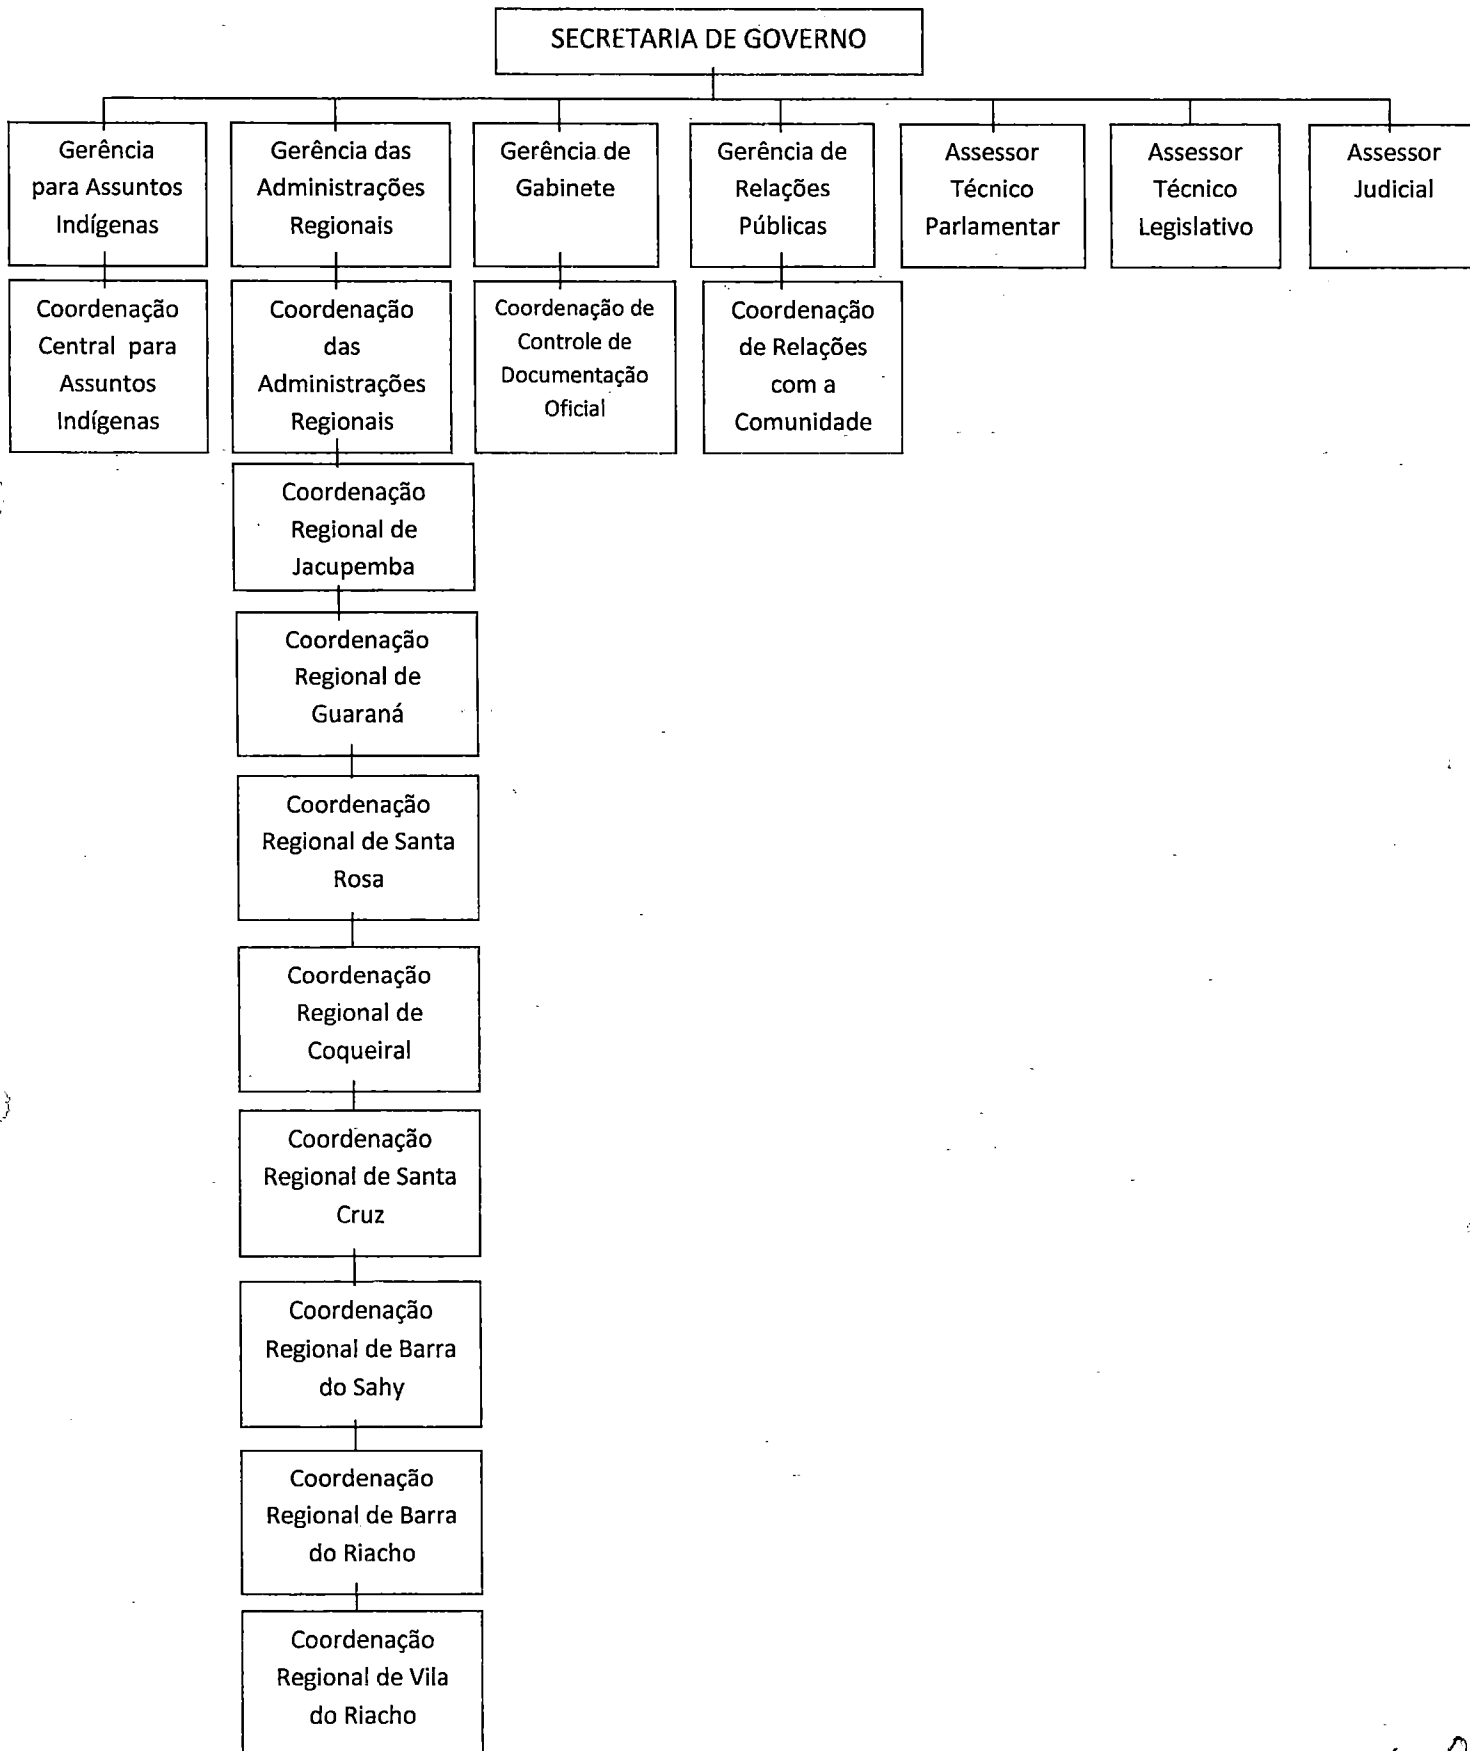 SECRETARIA DE GOVERNO
Gerência
para Assuntos
Indígenas
Gerência das
Administrações
Regionais
Gerência de
Gabinete
Gerência de
Relações
Públicas
Assessor
Técnico
Parlamentar
Assessor
Técnico
Legislativo
Assessor
Judicial
Coordenação
Central para
Assuntos
Indígenas
Coordenação
das
Administrações
Regionais
Coordenação de
Controle de
Documentação
Oficial
Coordenação
de Relações
com a
Comunidade
Coordenação
Regional de
Jacupemba
Coordenação
Regional de
Guaraná
Coordenação
Regional de Santa
Rosa
Coordenação
Regional de
Coqueiral
Coordenação
Regional de Santa
Cruz
Coordenação
Regional de Barra
do Sahy
Coordenação
Regional de Barra
do Riacho
Coordenação
Regional de Vila
do Riacho